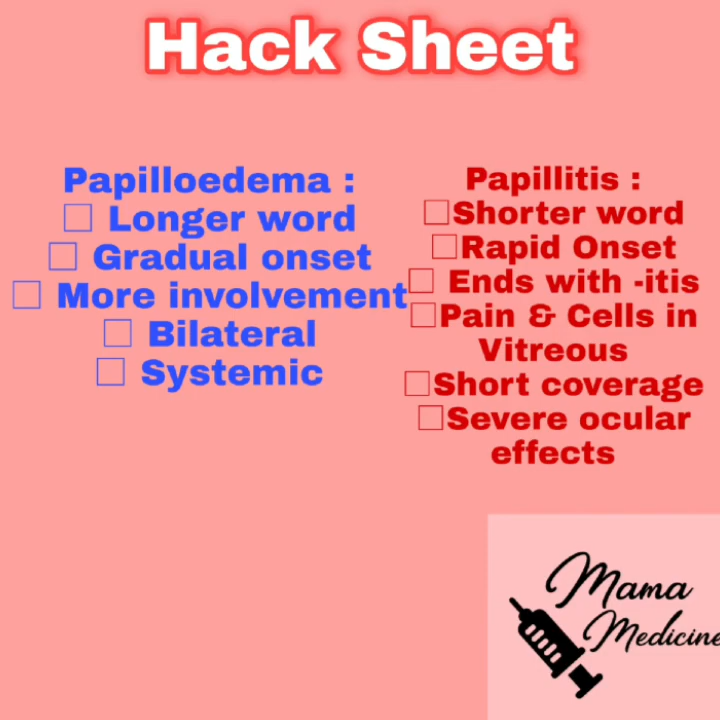 Hack Sheet
Papilloedema :
☐ Longer word
☐ Gradual onset
☐ More involvement
☐ Bilateral
☐ Systemic
Papillitis :
☐Shorter word
☐Rapid Onset
☐ Ends with -itis
☐Pain & Cells in
Vitreous
☐Short coverage
☐Severe ocular
effects
Mama
Medicine